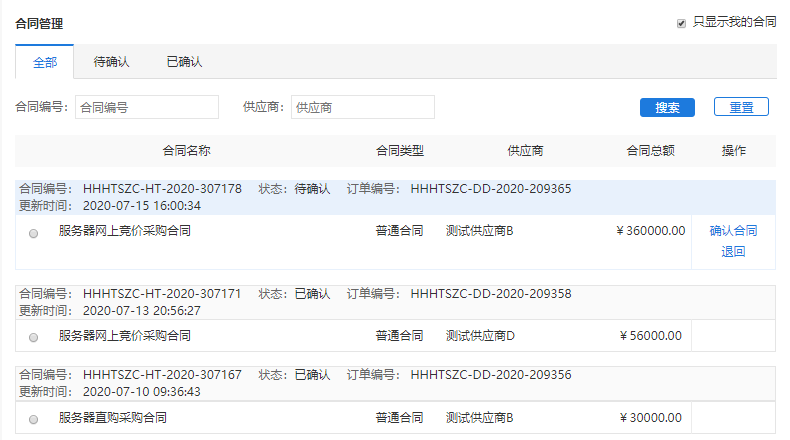 合同管理 只显示我的合同
全部 待确认 已确认
合同编号: 合同编号 供应商: 供应商 搜索 重置
合同名称 合同类型 供应商 合同总额 操作
合同编号: HHHTSZC-HT-2020-307178 状态: 待确认 订单编号: HHHTSZC-DD-2020-209365
更新时间: 2020-07-15 16:00:34
服务器网上竞价采购合同 普通合同 测试供应商B ¥360000.00 确认合同
退回
合同编号: HHHTSZC-HT-2020-307171 状态: 已确认 订单编号: HHHTSZC-DD-2020-209358
更新时间: 2020-07-13 20:56:27
服务器网上竞价采购合同 普通合同 测试供应商D ¥56000.00
合同编号: HHHTSZC-HT-2020-307167 状态: 已确认 订单编号: HHHTSZC-DD-2020-209356
更新时间: 2020-07-10 09:36:43
服务器直购采购合同 普通合同 测试供应商B ¥30000.00